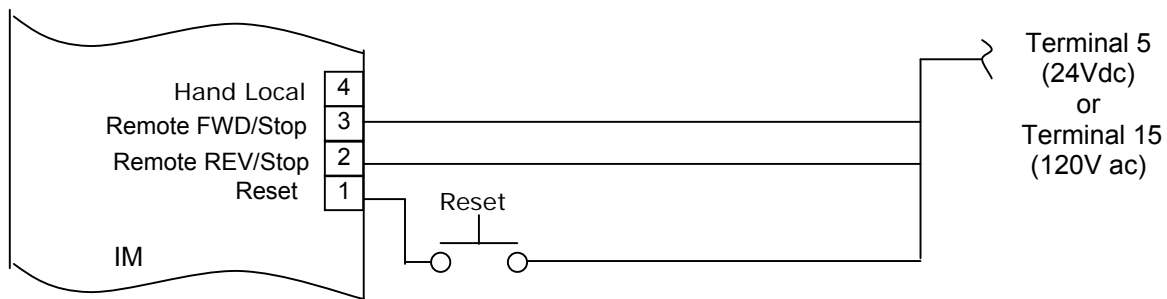 Hand Local 4
Remote FWD/Stop 3
Remote REV/Stop 2
Reset 1
Reset
IM
Terminal 5
(24Vdc)
or
Terminal 15
(120V ac)